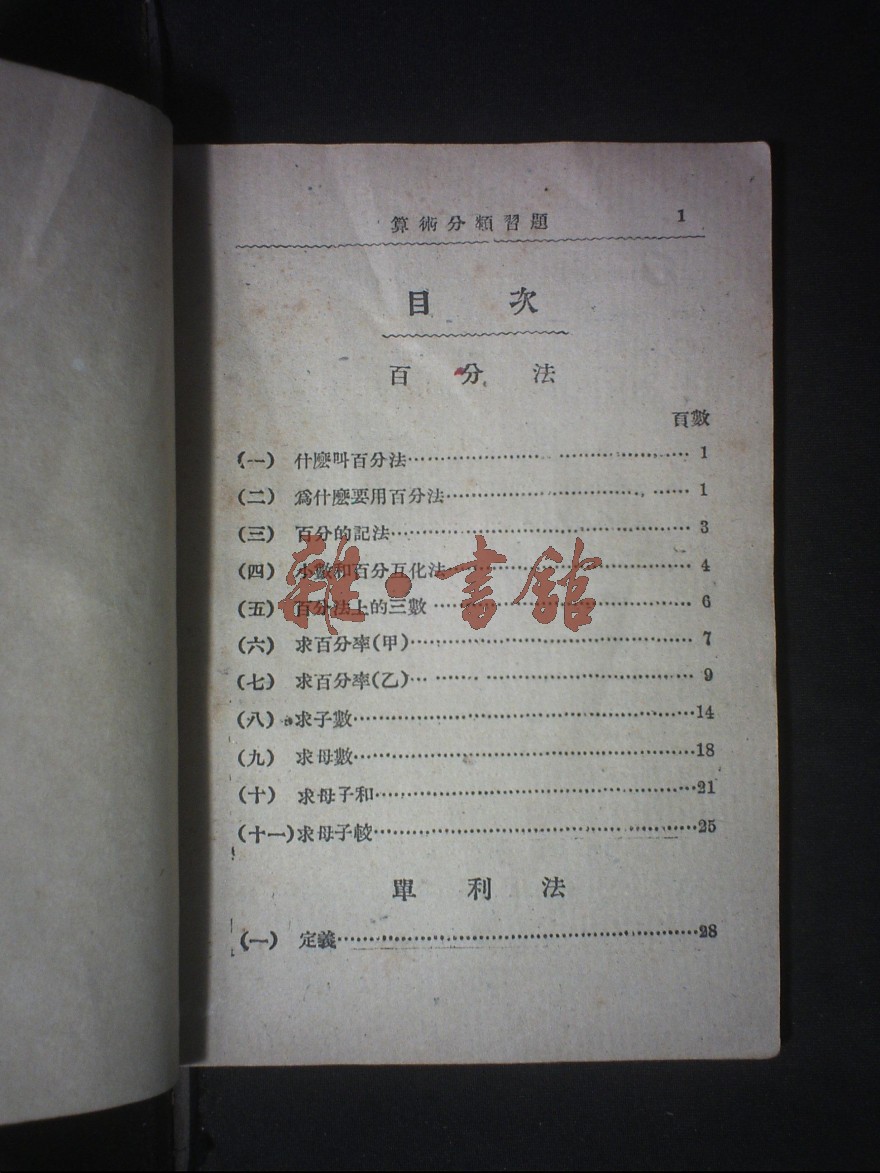 算術分類習題 1
目次
百分法
頁數
(一) 什麼叫百分法…………………………… 1
(二) 爲什麼要用百分法…………………………… 1
(三) 百分的記法…………………………… 3
(四) 小數和百分互化法…………………………… 4
(五) 百分法上的三數…………………………… 6
(六) 求百分率(甲)…………………………… 7
(七) 求百分率(乙)…………………………… 9
(八) 求子數……………………………14
(九) 求母數……………………………18
(十) 求母子和……………………………21
(十一)求母子較……………………………25
單利法
(一) 定義……………………………28
雜·書館